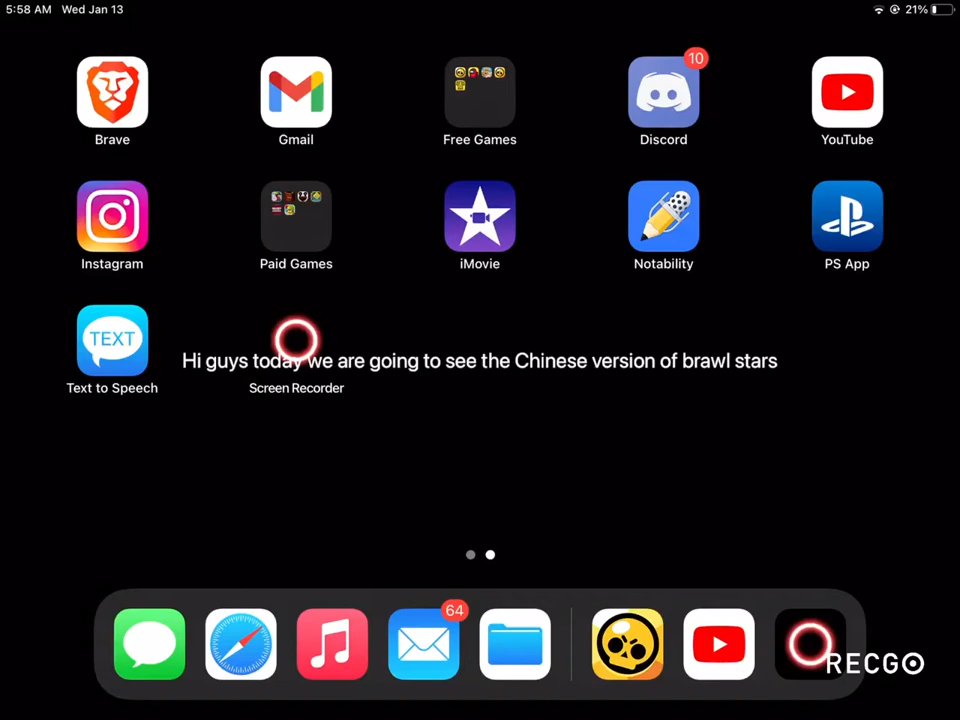 5:58 AM Wed Jan 13
21%
10
Brave
Gmail
Free Games
Discord
YouTube
Instagram
Paid Games
iMovie
Notability
PS App
TEXT
Hi guys today we are going to see the Chinese version of brawl stars
Text to Speech
Screen Recorder
64
RECGO